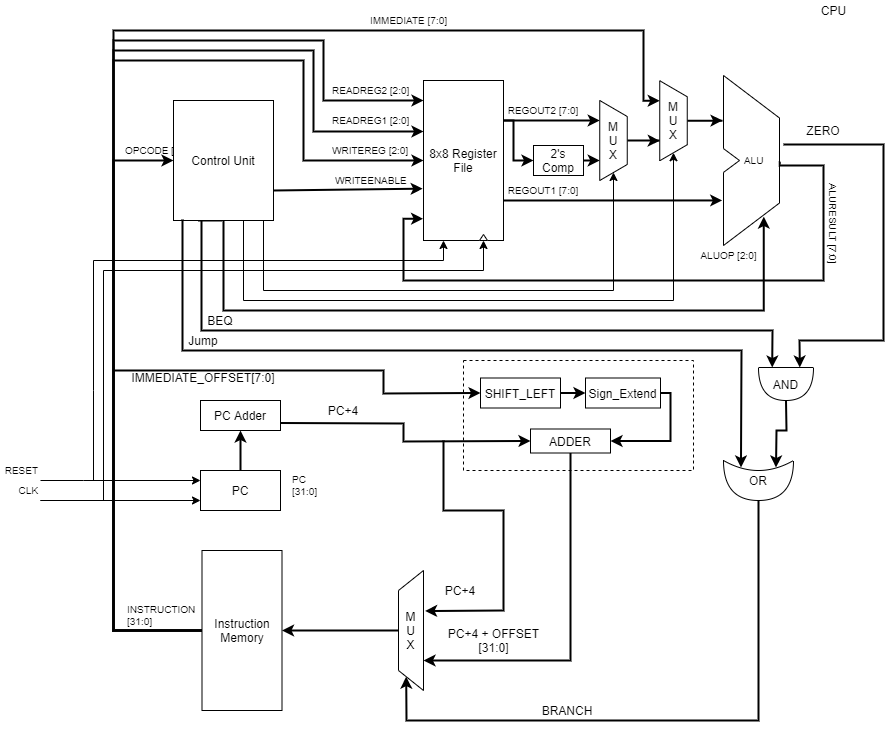 CPU
IMMEDIATE [7:0]
READREG2 [2:0]
READREG1 [2:0]
WRITEREG [2:0]
WRITEENABLE
OPCODE [
Control Unit
8x8 Register
File
REGOUT2 [7:0]
2's
Comp
REGOUT1 [7:0]
M
U
X
M
U
X
ALU
ZERO
ALURESULT [7:0]
ALUOP [2:0]
BEQ
Jump
IMMEDIATE_OFFSET[7:0]
SHIFT_LEFT
Sign_Extend
ADDER
AND
OR
PC Adder
PC+4
RESET
CLK
PC
PC
[31:0]
INSTRUCTION
[31:0]
Instruction
Memory
M
U
X
PC+4
PC+4 + OFFSET
[31:0]
BRANCH